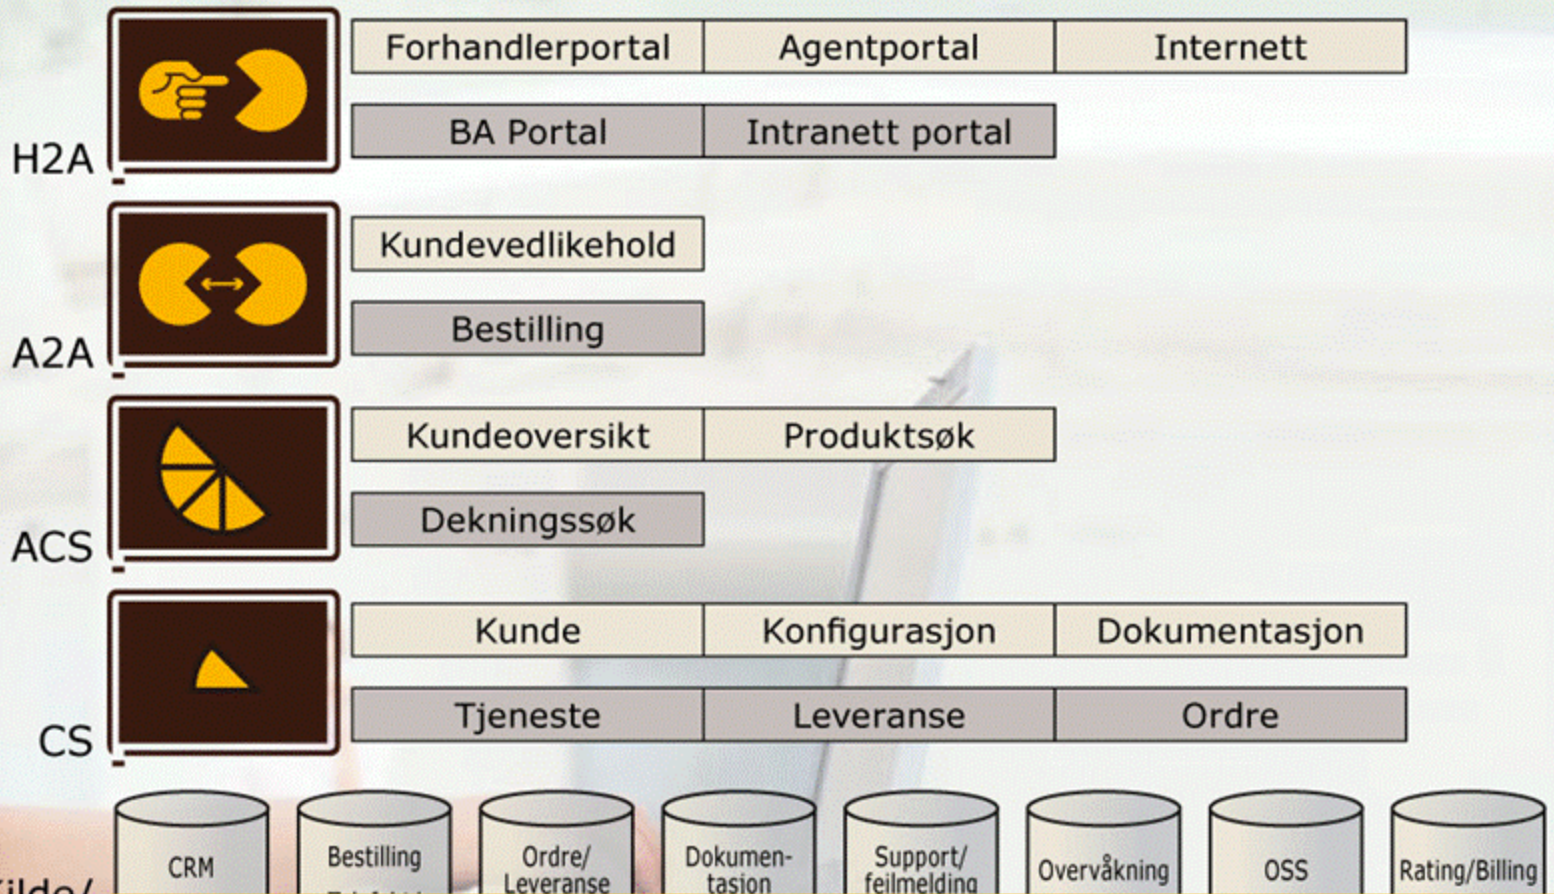 Forhandlerportal Agentportal Internett
BA Portal Intranett portal
H2A
Kundevedlikehold
Bestilling
A2A
Kundeoversikt Produktsøk
Dekningssøk
ACS
Kunde Konfigurasjon Dokumentasjon
Tjeneste Leveranse Ordre
CS
CRM
Bestilling
Ordre/
Leveranse
Dokumen-
tasjon
Support/
feilmelding
Overvåkning
OSS
Rating/Billing